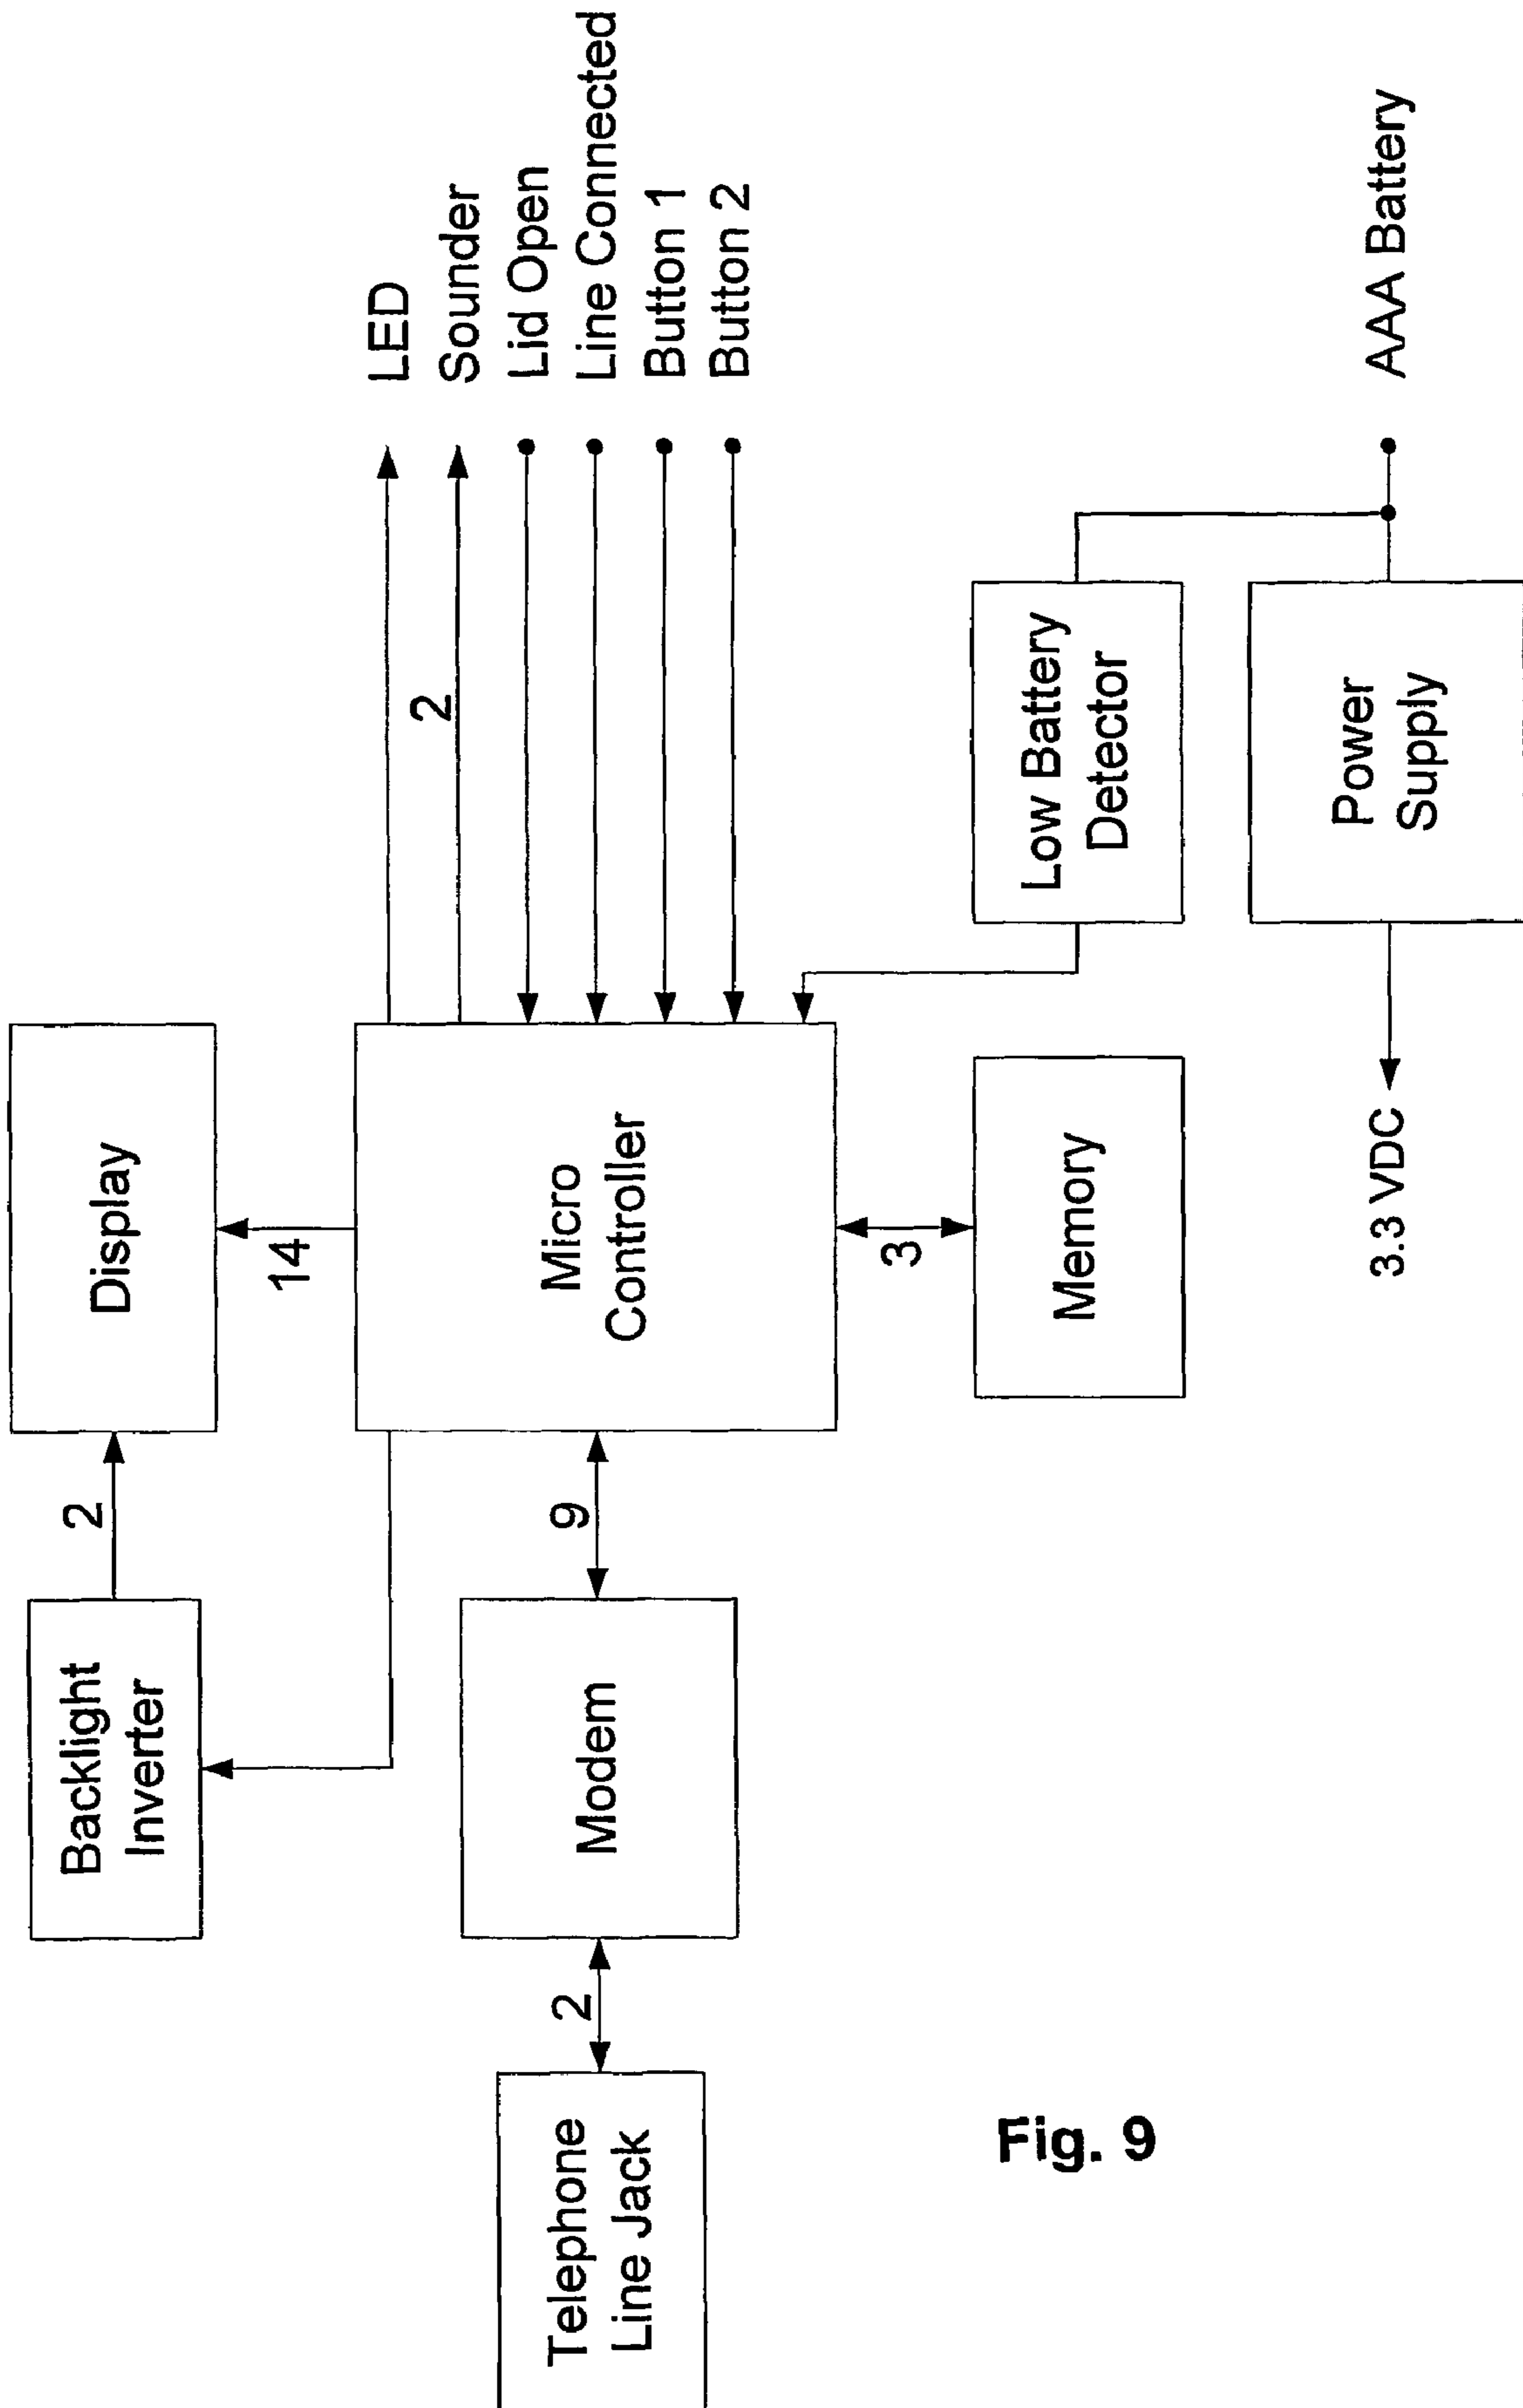 Backlight
Inverter
2
Display
14
LED
2
Sounder
Lid Open
Line Connected
Button 1
Button 2
Telephone
Line Jack
2
Modem
9
Micro
Controller
3
Memory
Low Battery
Detector
3.3 VDC
Power
Supply
AAA Battery
Fig. 9